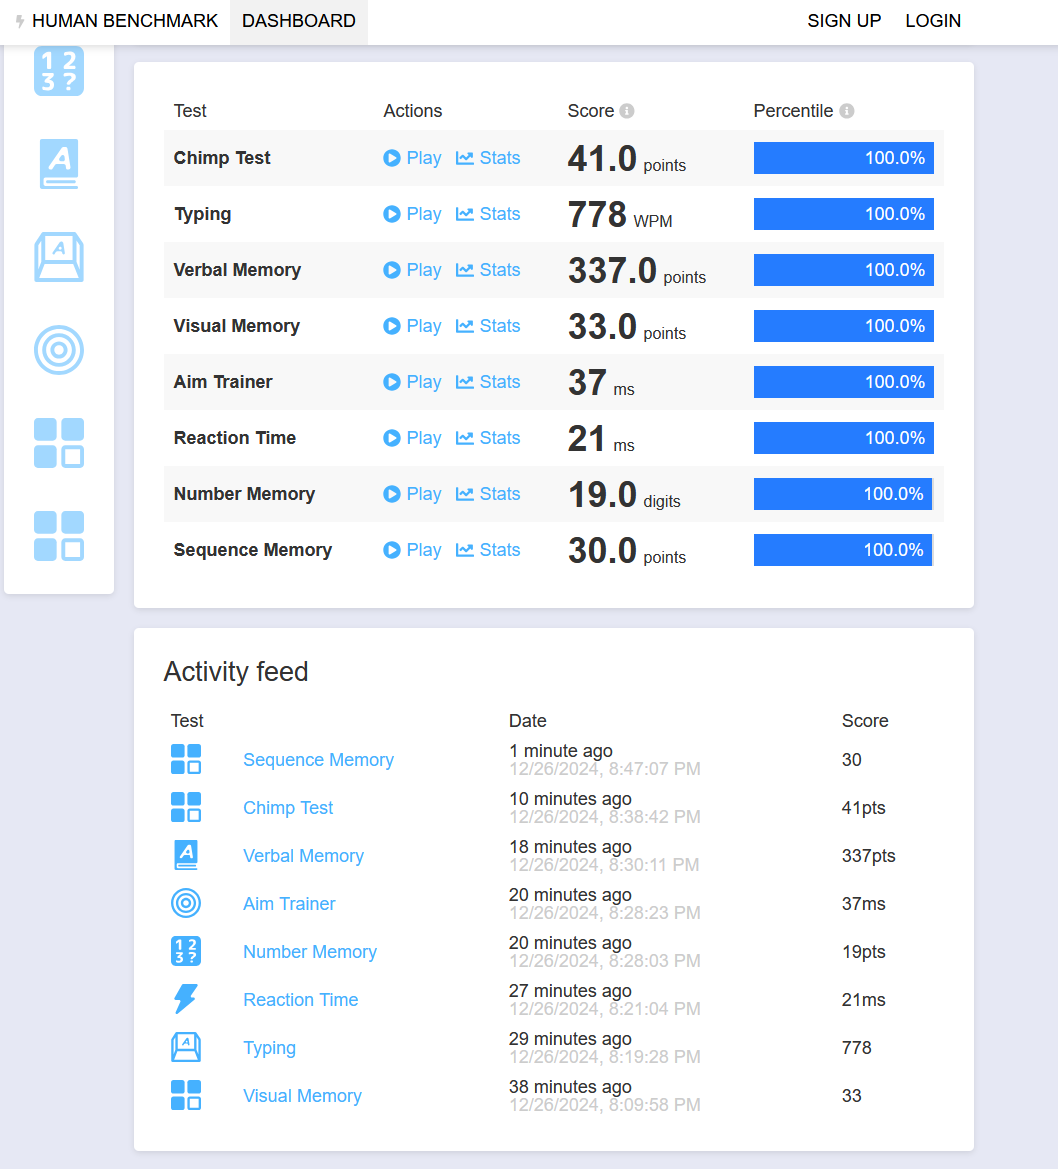 HUMAN BENCHMARK DASHBOARD SIGN UP LOGIN
1 2
3 ?
A
A
Test Actions Score Percentile
Chimp Test Play Stats 41.0 points 100.0%
Typing Play Stats 778 WPM 100.0%
Verbal Memory Play Stats 337.0 points 100.0%
Visual Memory Play Stats 33.0 points 100.0%
Aim Trainer Play Stats 37 ms 100.0%
Reaction Time Play Stats 21 ms 100.0%
Number Memory Play Stats 19.0 digits 100.0%
Sequence Memory Play Stats 30.0 points 100.0%
Activity feed
Test Date Score
Sequence Memory 1 minute ago 30
12/26/2024, 8:47:07 PM
Chimp Test 10 minutes ago 41pts
12/26/2024, 8:38:42 PM
A Verbal Memory 18 minutes ago 337pts
12/26/2024, 8:30:11 PM
Aim Trainer 20 minutes ago 37ms
12/26/2024, 8:28:23 PM
1 2
3 ? Number Memory 20 minutes ago 19pts
12/26/2024, 8:28:03 PM
Reaction Time 27 minutes ago 21ms
12/26/2024, 8:21:04 PM
A Typing 29 minutes ago 778
12/26/2024, 8:19:28 PM
Visual Memory 38 minutes ago 33
12/26/2024, 8:09:58 PM